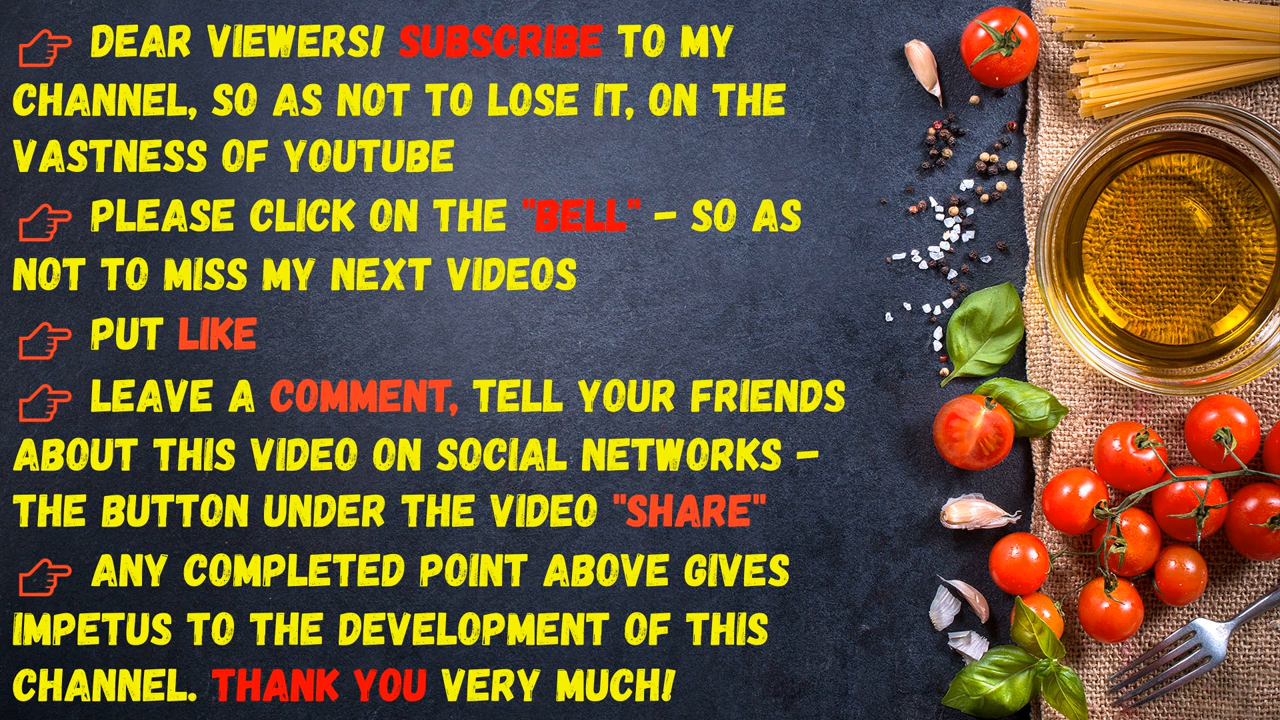 DEAR VIEWERS! SUBSCRIBE TO MY
CHANNEL, SO AS NOT TO LOSE IT, ON THE
VASTNESS OF YOUTUBE
PLEASE CLICK ON THE "BELL" - SO AS
NOT TO MISS MY NEXT VIDEOS
PUT LIKE
LEAVE A COMMENT, TELL YOUR FRIENDS
ABOUT THIS VIDEO ON SOCIAL NETWORKS -
THE BUTTON UNDER THE VIDEO "SHARE"
ANY COMPLETED POINT ABOVE GIVES
IMPETUS TO THE DEVELOPMENT OF THIS
CHANNEL. THANK YOU VERY MUCH!